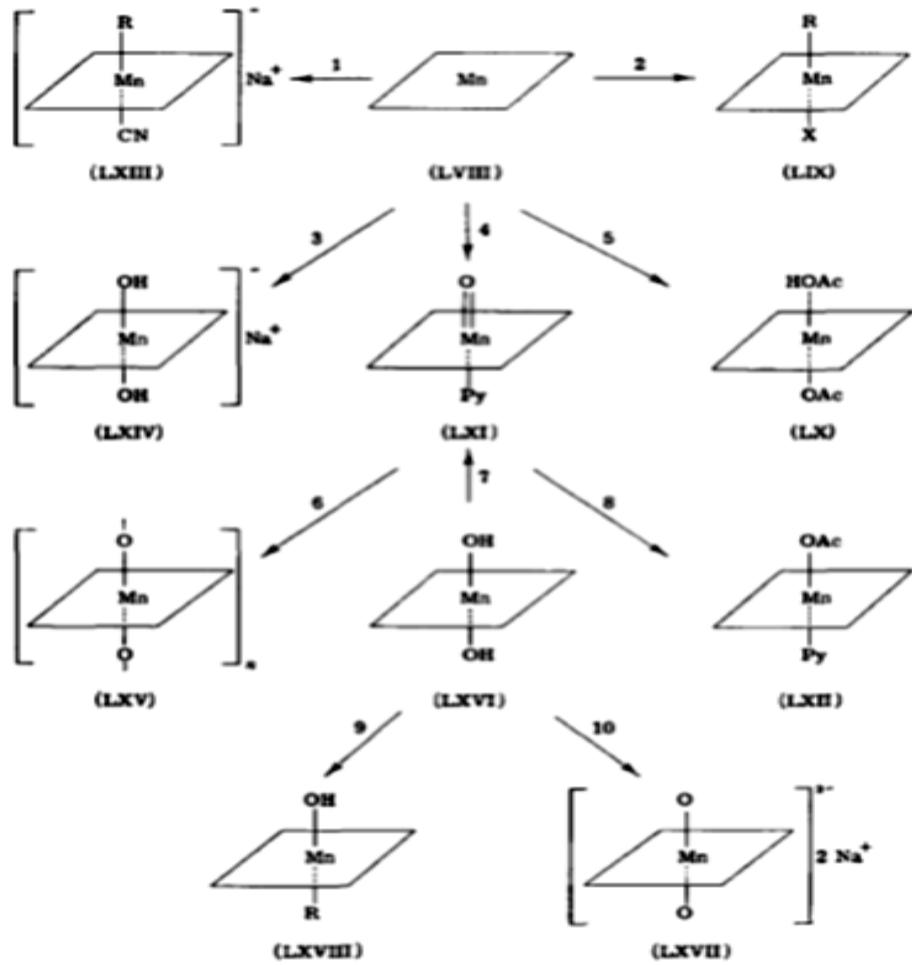 R R
Mn Na+ 1 Mn 2 Mn
CN X
(LXIII) (LVIII) (LIX)
3 4 5
OH O HOAc
Mn Na+ Mn Mn
OH Py OAc
(LXIV) (LXI) (LX)
6 7 8
O OH OAc
Mn Mn Mn
O OH Py
(LXV) (LXVI) (LXII)
9 10
OH O 2-
Mn Mn 2 Na+
R O
(LXVIII) (LXVII)